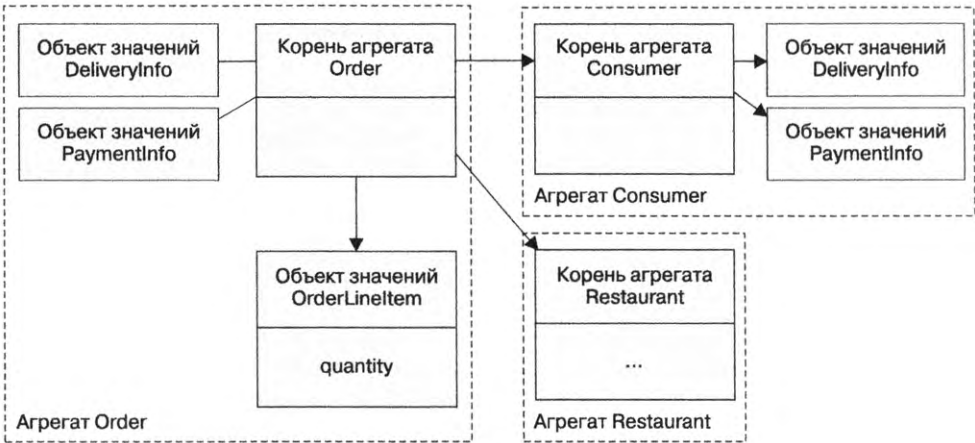 Объект значений
DeliveryInfo
Корень агрегата
Order
Корень агрегата
Consumer
Объект значений
DeliveryInfo
Объект значений
PaymentInfo
Объект значений
PaymentInfo
Агрегат Consumer
Объект значений
OrderLineItem
quantity
Корень агрегата
Restaurant
...
Агрегат Order
Агрегат Restaurant